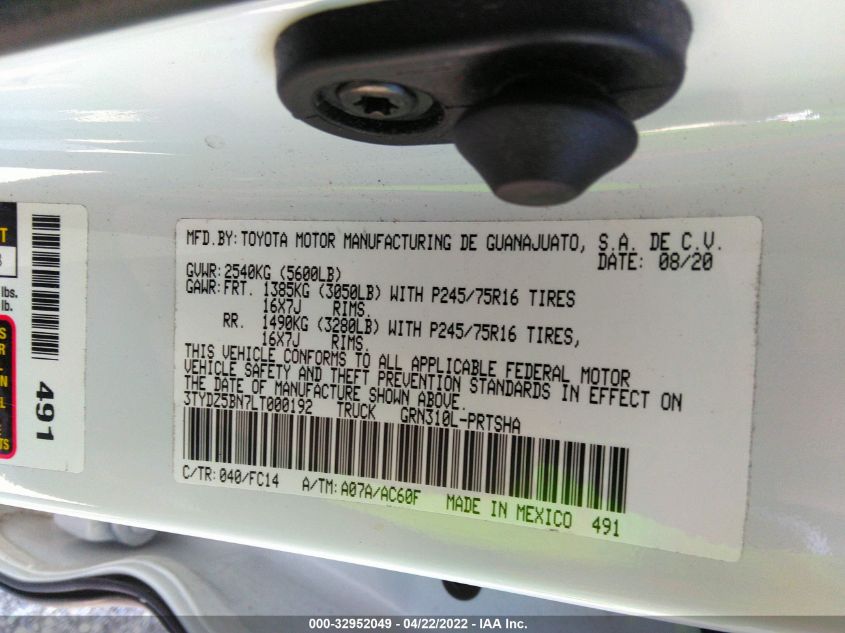 MFD.BY: TOYOTA MOTOR MANUFACTURING DE GUANAJUATO, S.A. DE C.V.
DATE: 08/20
GVWR: 2540KG (5600LB)
GAWR: FRT. 1385KG (3050LB) WITH P245/75R16 TIRES
16X7J RIMS.
RR. 1490KG (3280LB) WITH P245/75R16 TIRES,
16X7J RIMS.
THIS VEHICLE CONFORMS TO ALL APPLICABLE FEDERAL MOTOR
VEHICLE SAFETY AND THEFT PREVENTION STANDARDS IN EFFECT ON
THE DATE OF MANUFACTURE SHOWN ABOVE.
3TYDZ5BN7LT000192 TRUCK GRN310L-PRTSHA
C/TR: 040/FC14 A/TM: A07A/AC60F MADE IN MEXICO 491
lbs.
lb.
491
000-32952049 - 04/22/2022 - IAA Inc.